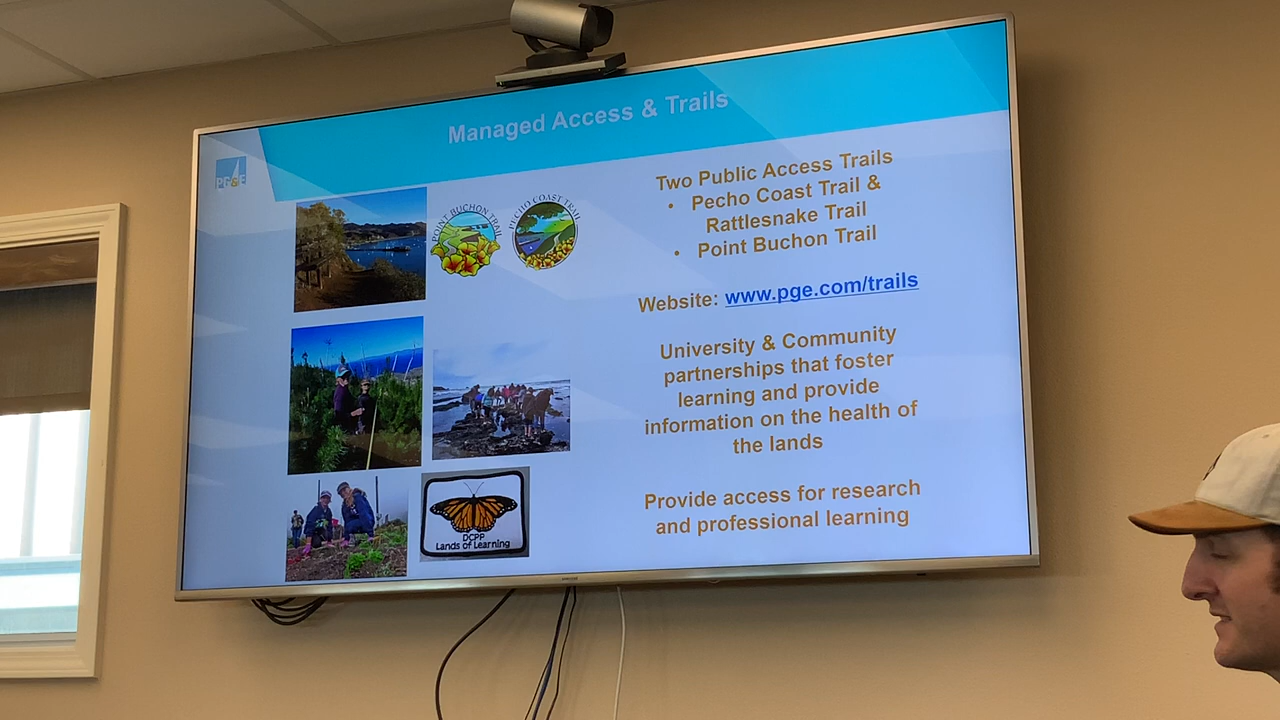 Managed Access & Trails
PG&E
POINT BUCHON TRAIL
PECHO COAST TRAIL
Two Public Access Trails
• Pecho Coast Trail &
Rattlesnake Trail
• Point Buchon Trail
Website: www.pge.com/trails
University & Community
partnerships that foster
learning and provide
information on the health of
the lands
Provide access for research
and professional learning
DCPP
Lands of Learning